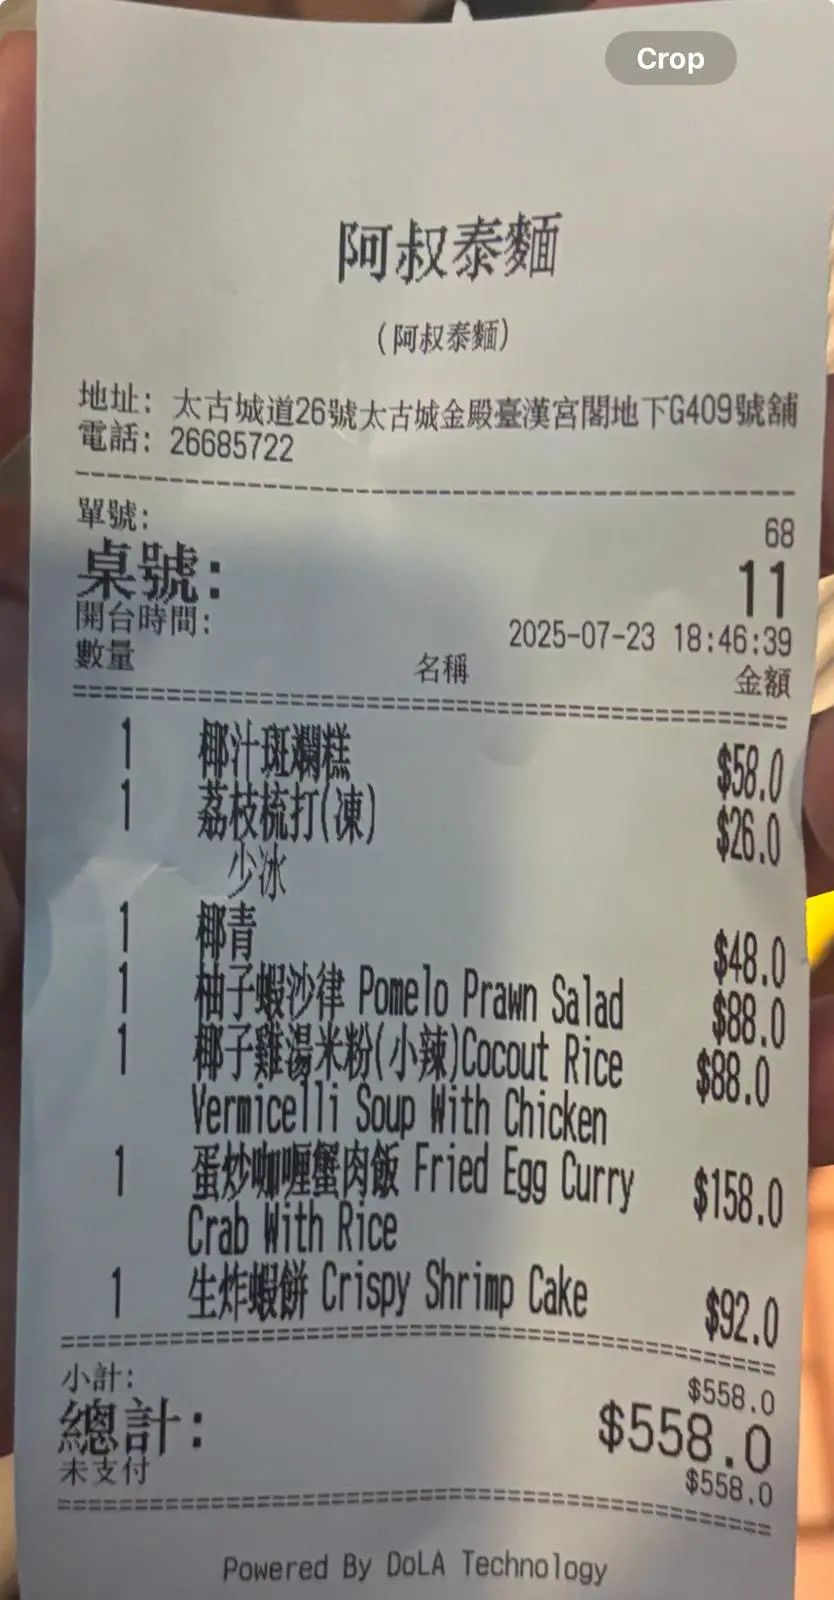 Crop
阿叔泰麵
(阿叔泰麵)
地址: 太古城道26號太古城金殿臺漢宮閣地下G409號舖
電話: 26685722
單號: 68
桌號: 11
開台時間: 2025-07-23 18:46:39
數量 名稱 金額
1 椰汁斑斕糕 $58.0
1 荔枝梳打(凍) $26.0
少冰
1 椰青 $48.0
1 柚子蝦沙律 Pomelo Prawn Salad $88.0
1 椰子雞湯米粉(小辣)Cocout Rice $88.0
Vermicelli Soup With Chicken
1 蛋炒咖喱蟹肉飯 Fried Egg Curry $158.0
Crab With Rice
1 生炸蝦餅 Crispy Shrimp Cake $92.0
小計: $558.0
總計: $558.0
未支付 $558.0
Powered By DoLA Technology